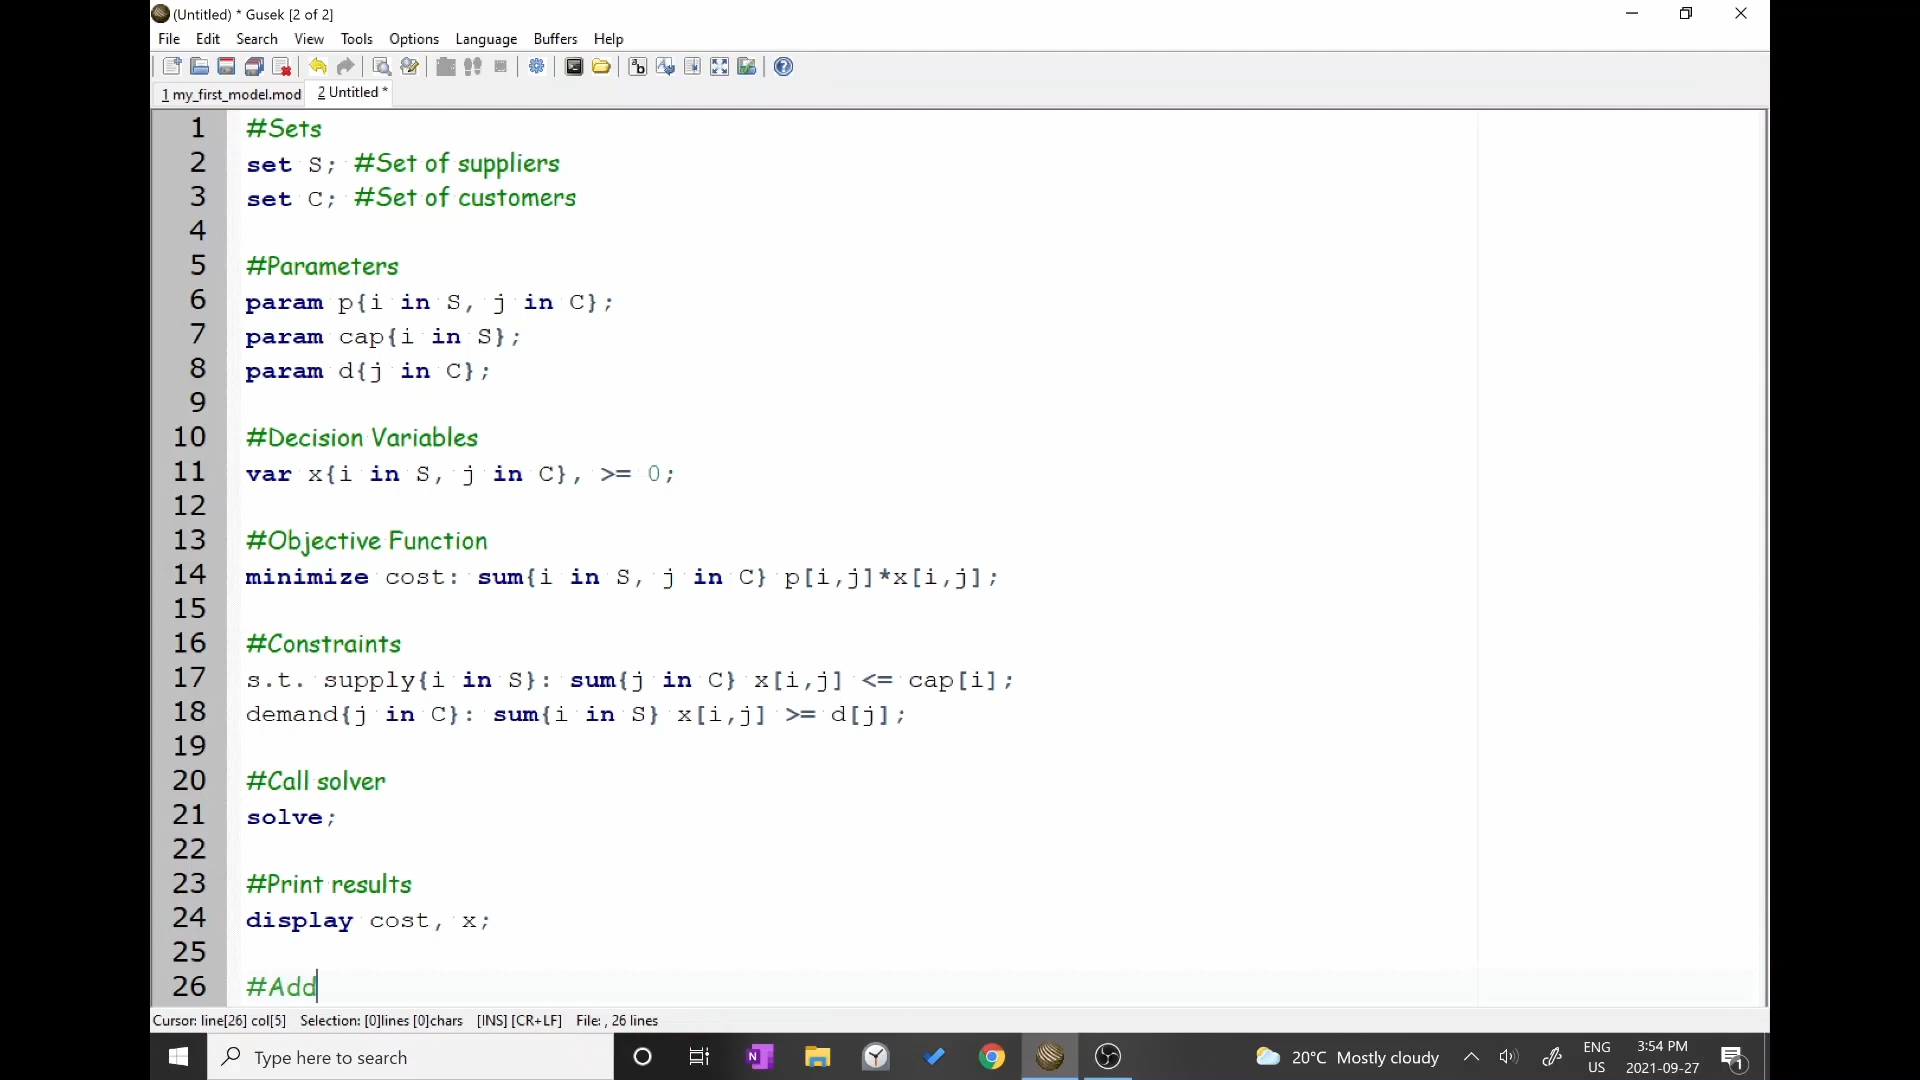 (Untitled) * Gusek [2 of 2]
File Edit Search View Tools Options Language Buffers Help
1 my_first_model.mod 2 Untitled *
1 #Sets
2 set S; #Set of suppliers
3 set C; #Set of customers
4
5 #Parameters
6 param p{i in S, j in C};
7 param cap{i in S};
8 param d{j in C};
9
10 #Decision Variables
11 var x{i in S, j in C}, >= 0;
12
13 #Objective Function
14 minimize cost: sum{i in S, j in C} p[i,j]*x[i,j];
15
16 #Constraints
17 s.t. supply{i in S}: sum{j in C} x[i,j] <= cap[i];
18 demand{j in C}: sum{i in S} x[i,j] >= d[j];
19
20 #Call solver
21 solve;
22
23 #Print results
24 display cost, x;
25
26 #Add
Cursor: line[26] col[5] Selection: [0]lines [0]chars [INS] [CR+LF] File: , 26 lines
Type here to search
20°C Mostly cloudy
ENG
US
3:54 PM
2021-09-27
1